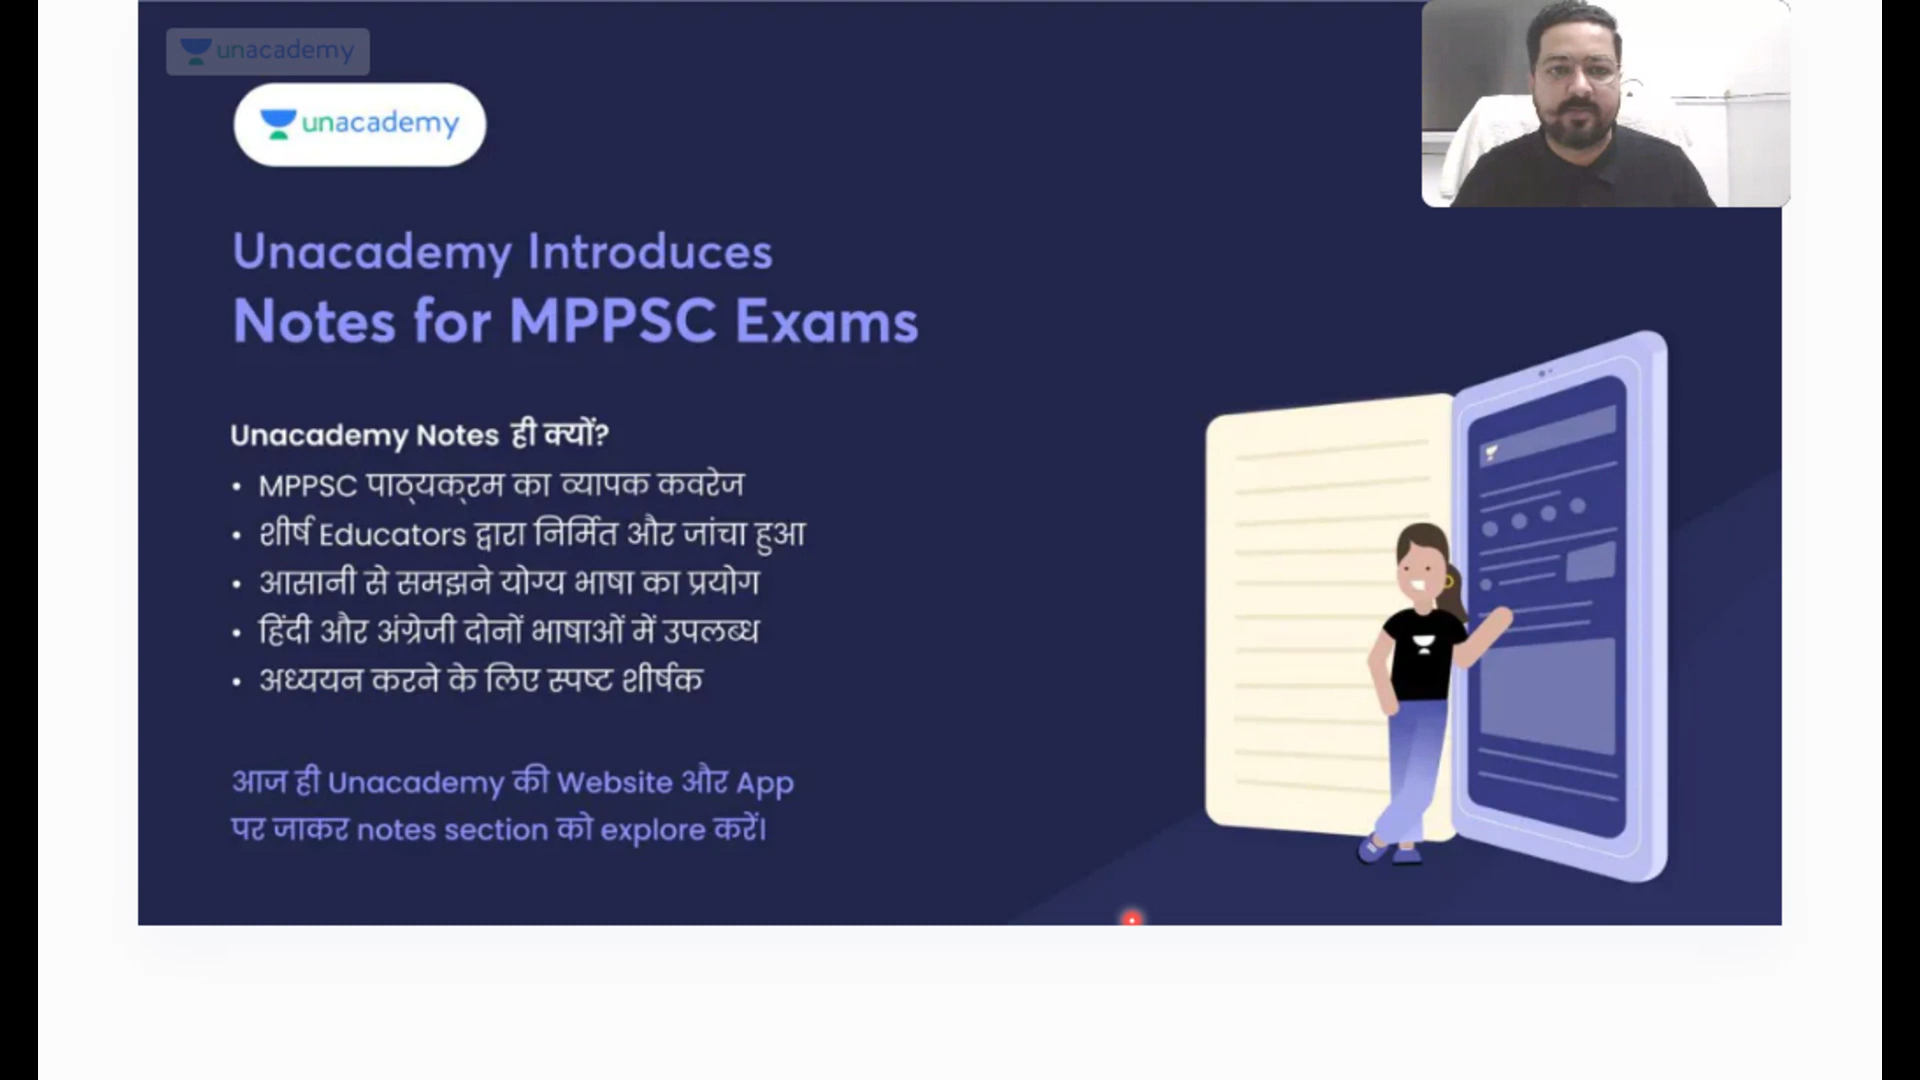 unacademy
unacademy
Unacademy Introduces
Notes for MPPSC Exams
Unacademy Notes ही क्यों?
• MPPSC पाठ्यक्रम का व्यापक कवरेज
• शीर्ष Educators द्वारा निर्मित और जांचा हुआ
• आसानी से समझने योग्य भाषा का प्रयोग
• हिंदी और अंग्रेजी दोनों भाषाओं में उपलब्ध
• अध्ययन करने के लिए स्पष्ट शीर्षक
आज ही Unacademy की Website और App
पर जाकर notes section को explore करें।